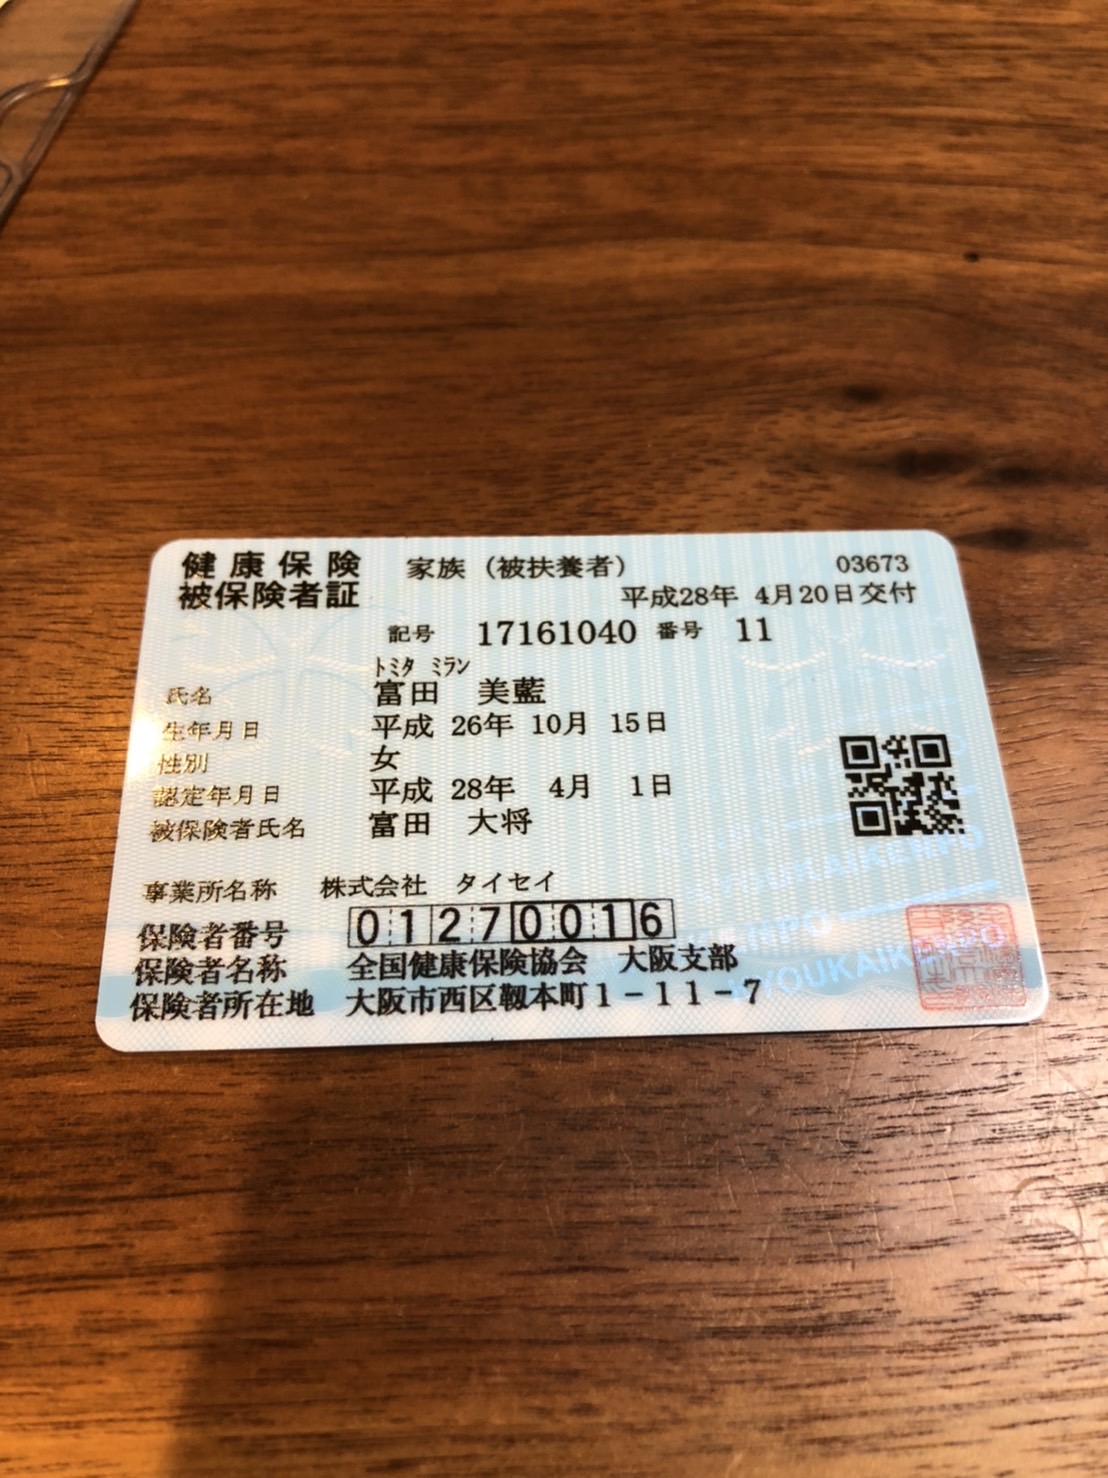 健康保険 家族（被扶養者） 03673
被保険者証 平成28年 4月20日交付
記号 17161040 番号 11
ﾄﾐﾀ ﾐﾗﾝ
氏名 富田 美藍
生年月日 平成 26年 10月 15日
性別 女
認定年月日 平成 28年 4月 1日
被保険者氏名 富田 大将
事業所名称 株式会社 タイセイ
保険者番号 01270016
保険者名称 全国健康保険協会 大阪支部
保険者所在地 大阪市西区靱本町1－11－7